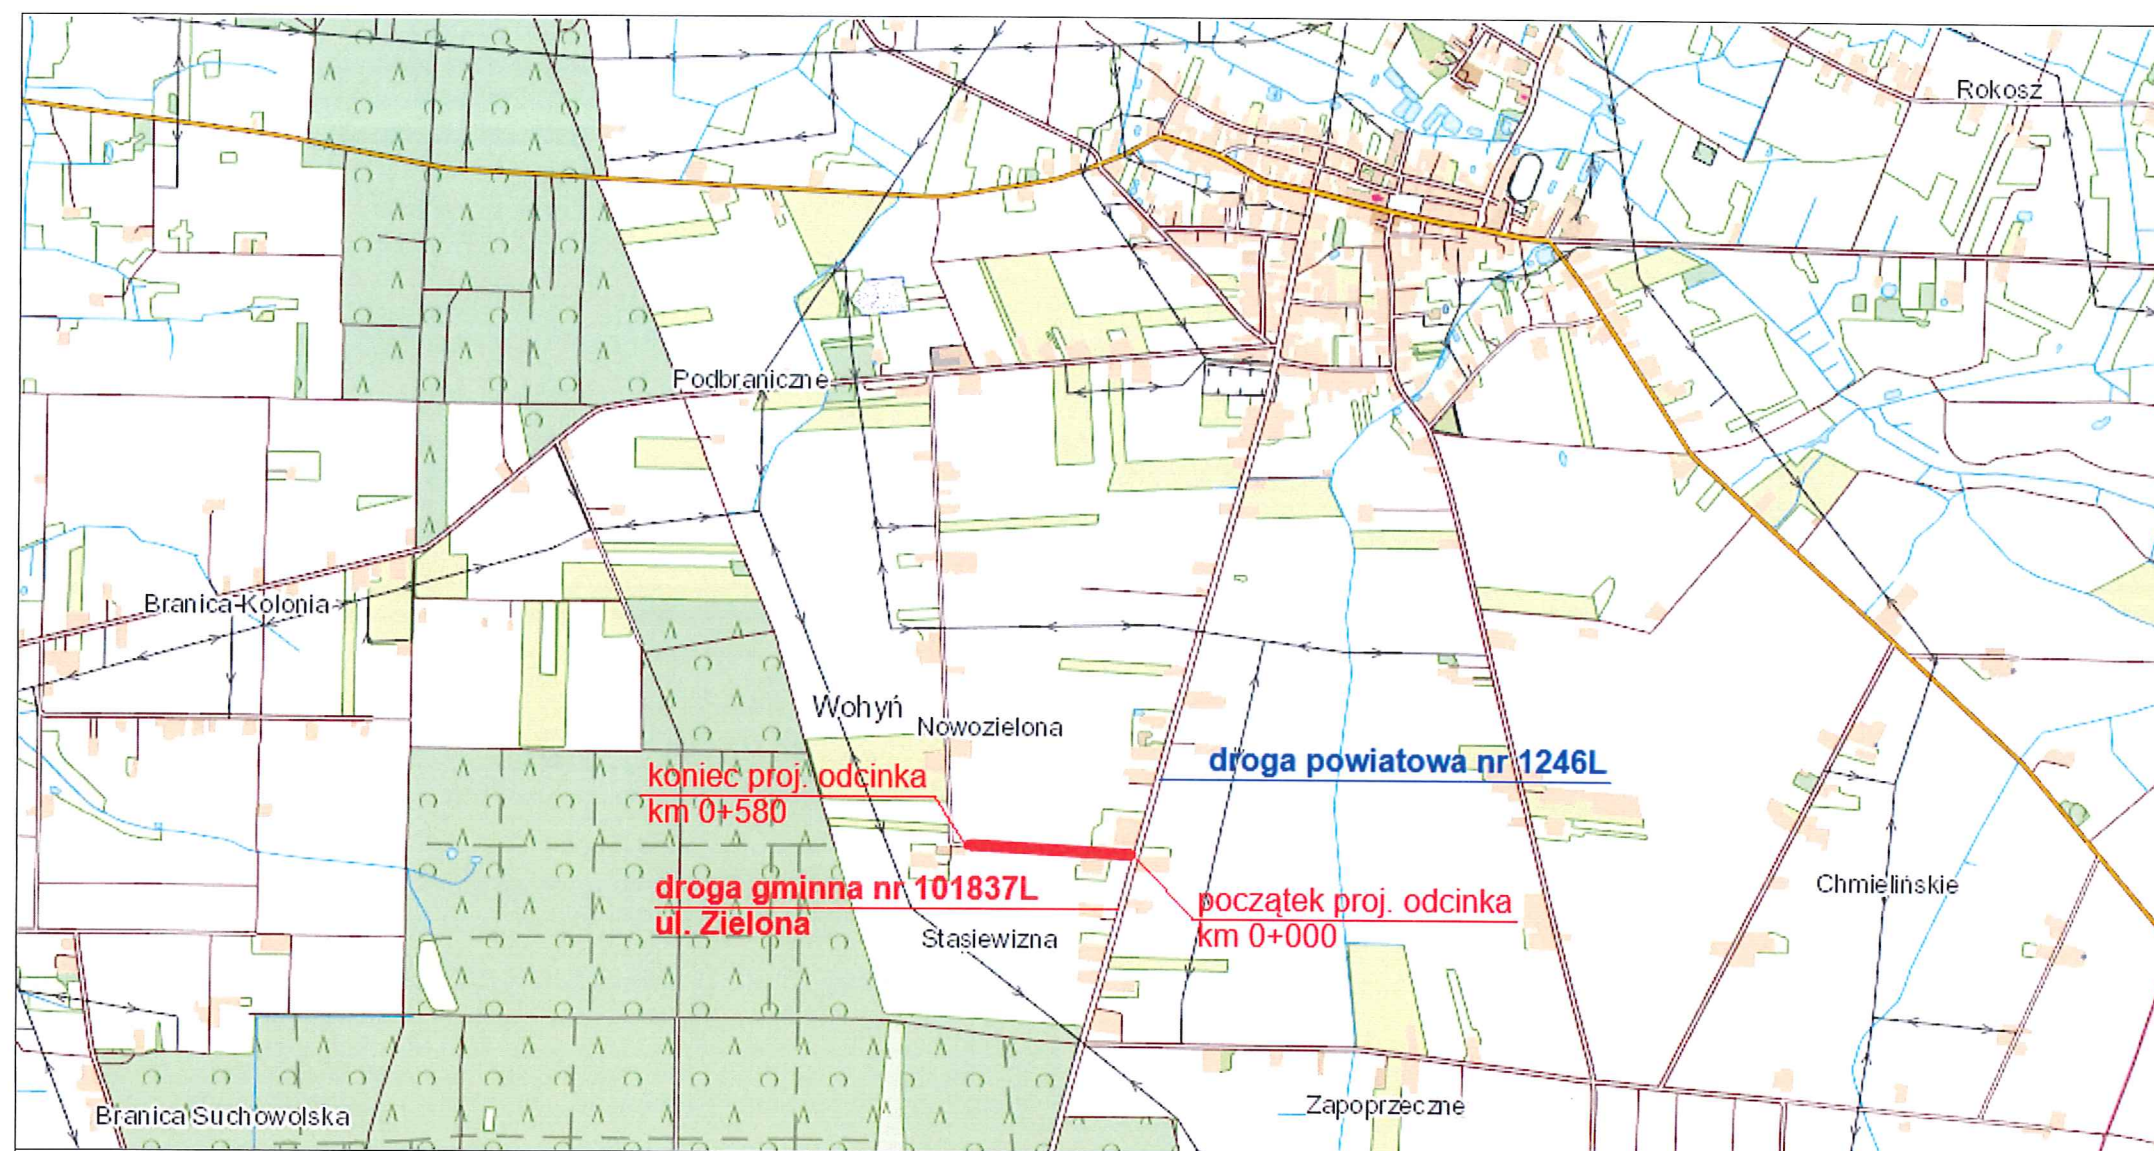 Rokosz
Podbraniczne
Branica-Kolonia
Wohyń
Nowozielona
koniec proj. odcinka
km 0+580
droga powiatowa nr 1246L
droga gminna nr 101837L
ul. Zielona
początek proj. odcinka
km 0+000
Chmielińskie
Stasiewizna
Branica Suchowolska
Zapoprzeczne